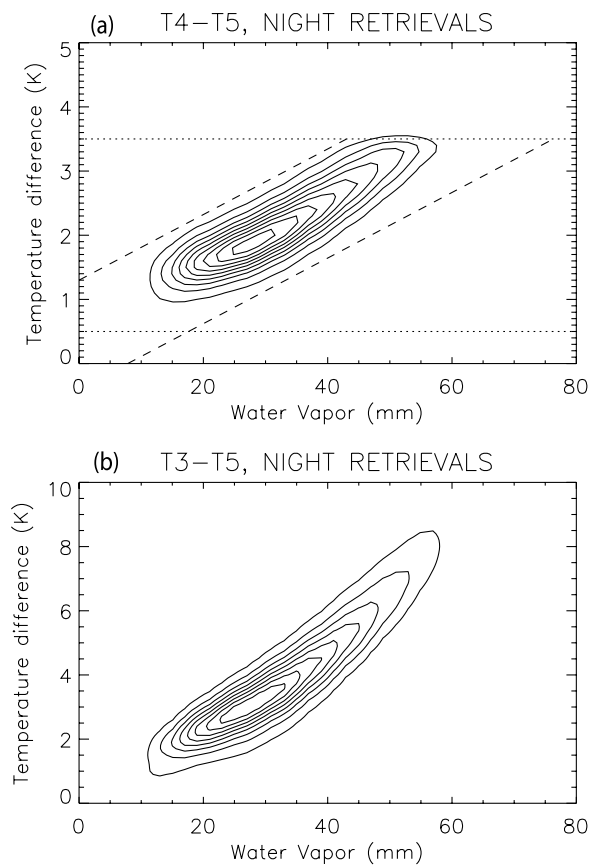 (a) T4−T5, NIGHT RETRIEVALS
5
4
3
2
1
0
Temperature difference (K)
0 20 40 60 80
Water Vapor (mm)
(b) T3−T5, NIGHT RETRIEVALS
10
8
6
4
2
0
Temperature difference (K)
0 20 40 60 80
Water Vapor (mm)